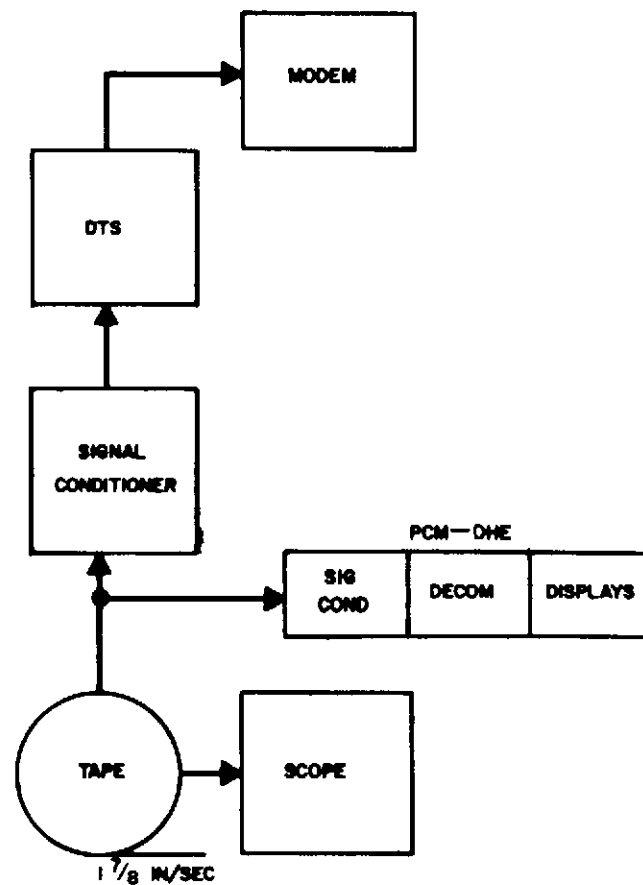 MODEM
DTS
SIGNAL
CONDITIONER
PCM—DHE
SIG
COND
DECOM
DISPLAYS
TAPE
SCOPE
1 7/8 IN/SEC